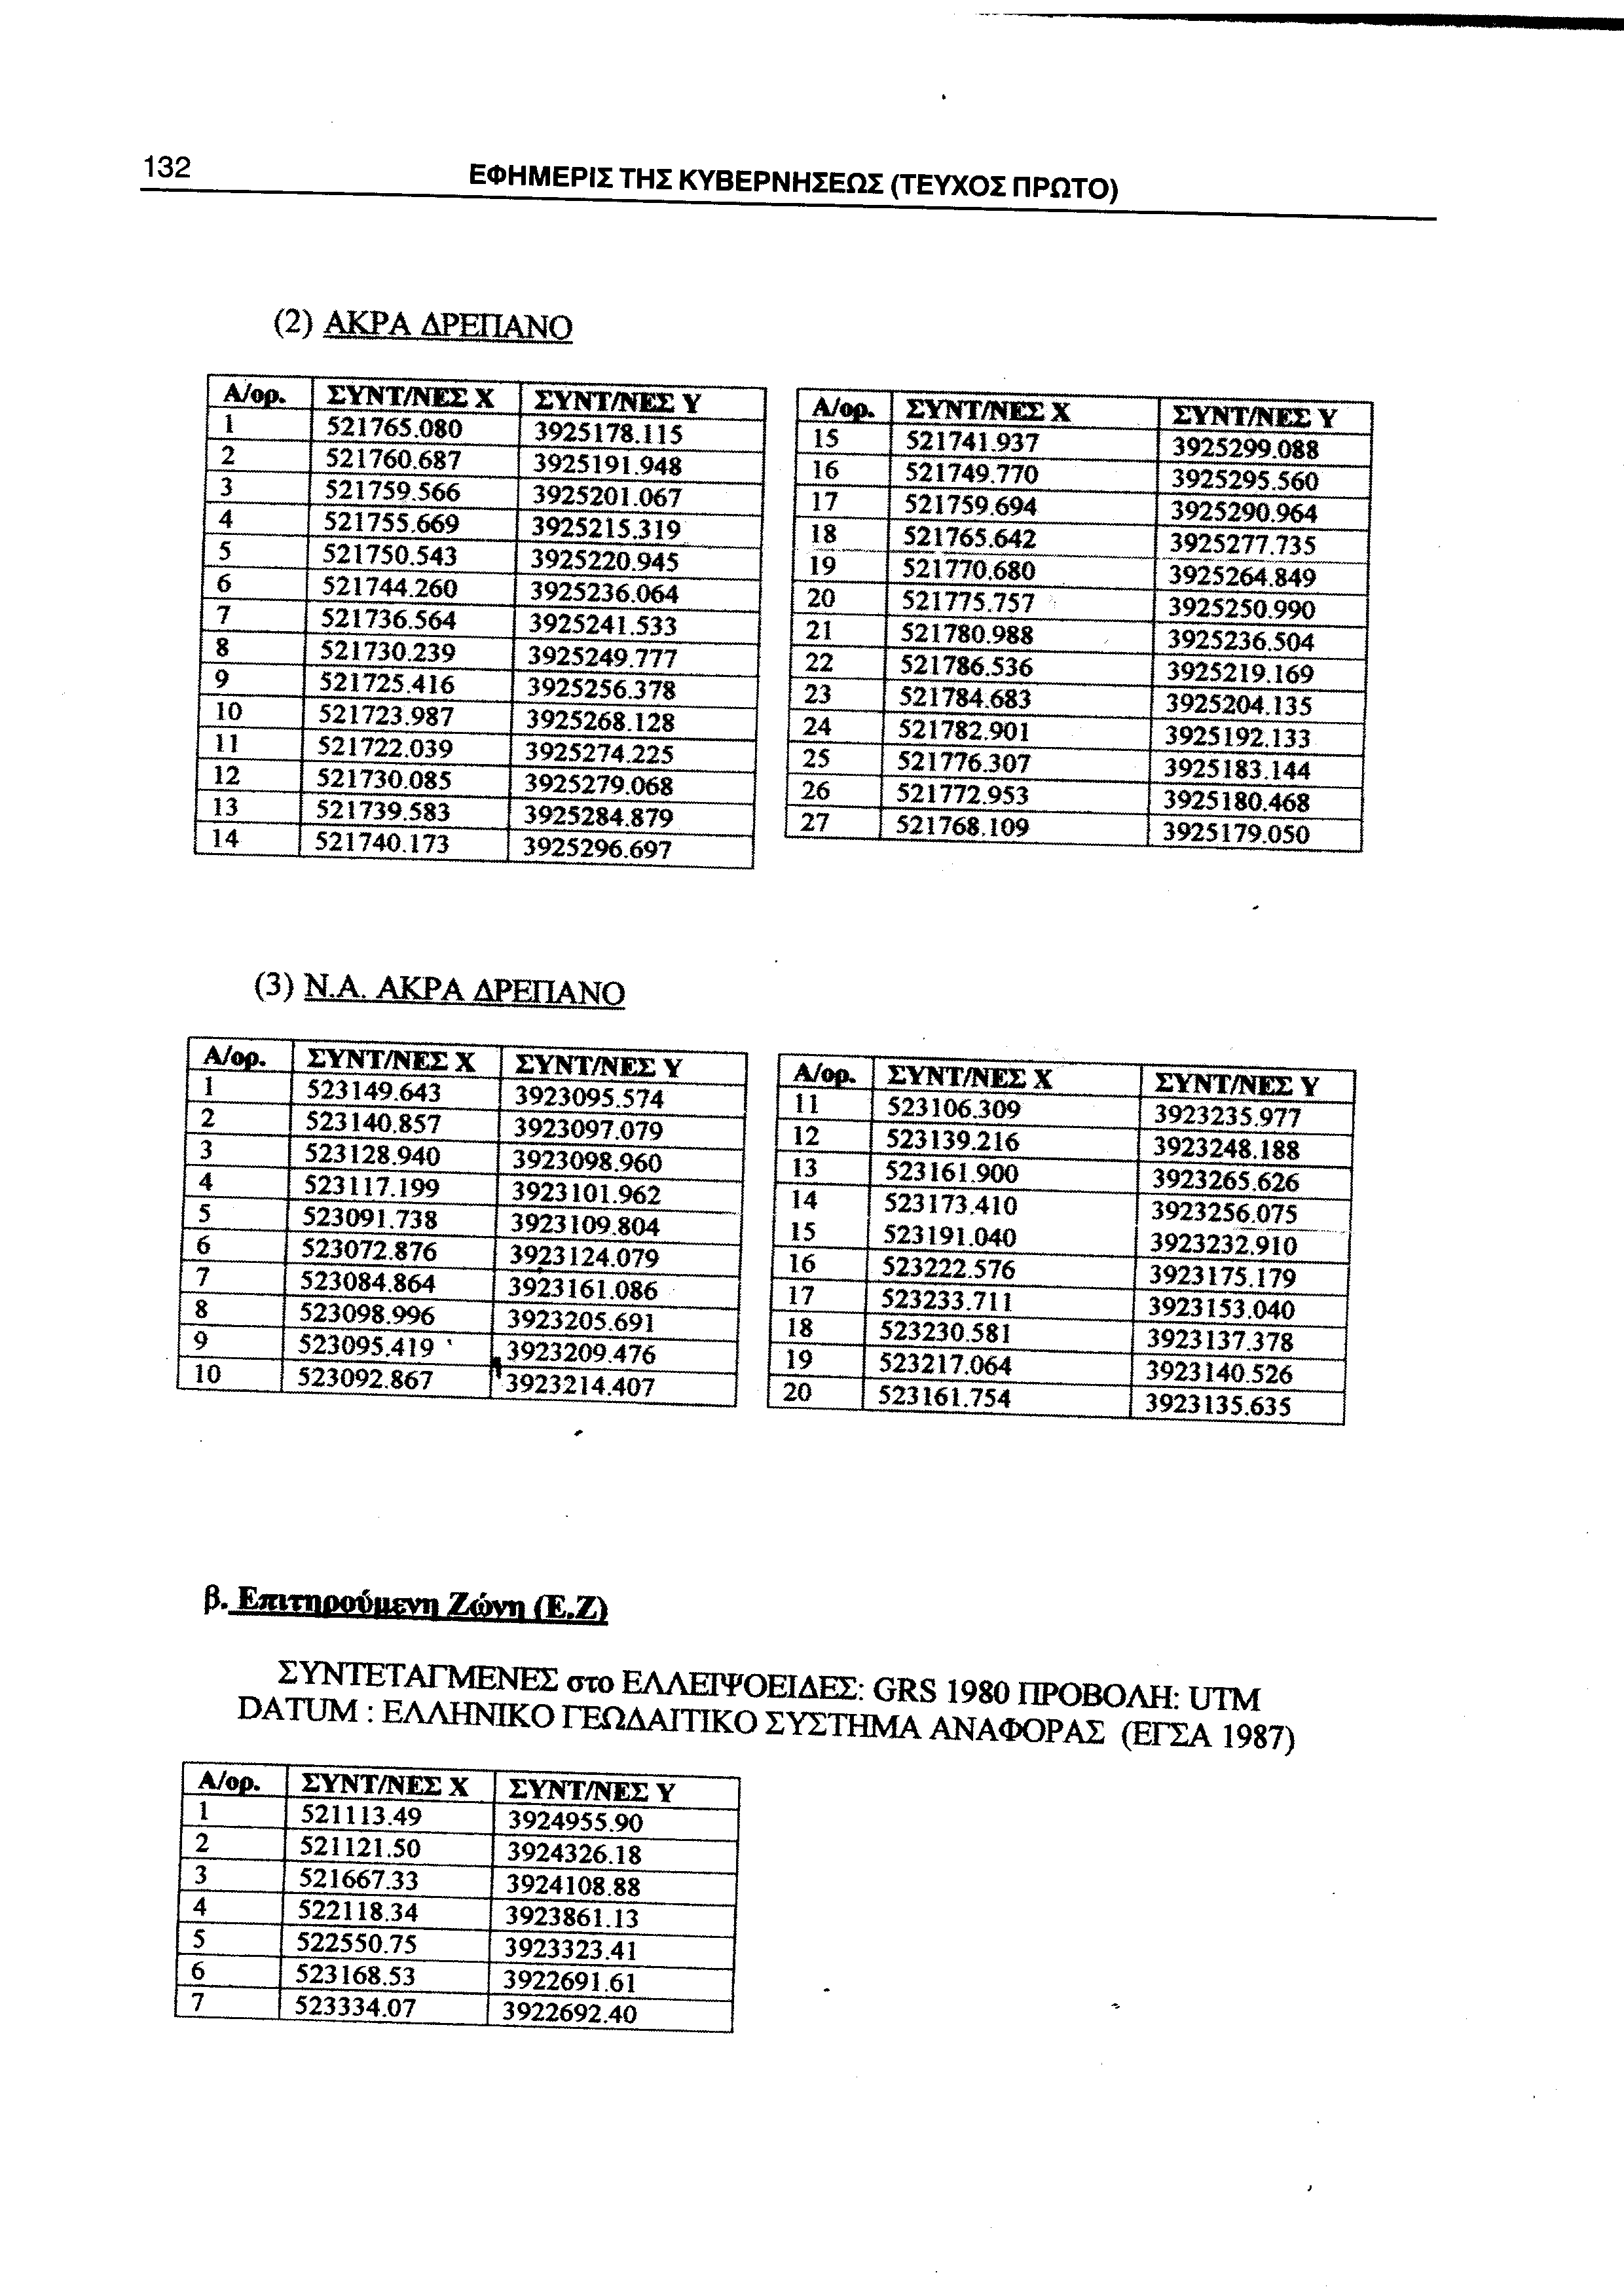 132
ΕΦΗΜΕΡΙΣ ΤΗΣ ΚΥΒΕΡΝΗΣΕΩΣ (ΤΕΥΧΟΣ ΠΡΩΤΟ)
(2) ΑΚΡΑ ΔΡΕΠΑΝΟ
Α/ορ. ΣΥΝΤ/ΝΕΣ Χ ΣΥΝΤ/ΝΕΣ Υ
1 521765.080 3925178.115
2 521760.687 3925191.948
3 521759.566 3925201.067
4 521755.669 3925215.319
5 521750.543 3925220.945
6 521744.260 3925236.064
7 521736.564 3925241.533
8 521730.239 3925249.777
9 521725.416 3925256.378
10 521723.987 3925268.128
11 521722.039 3925274.225
12 521730.085 3925279.068
13 521739.583 3925284.879
14 521740.173 3925296.697
Α/ορ. ΣΥΝΤ/ΝΕΣ Χ ΣΥΝΤ/ΝΕΣ Υ
15 521741.937 3925299.088
16 521749.770 3925295.560
17 521759.694 3925290.964
18 521765.642 3925277.735
19 521770.680 3925264.849
20 521775.757 3925250.990
21 521780.988 3925236.504
22 521786.536 3925219.169
23 521784.683 3925204.135
24 521782.901 3925192.133
25 521776.307 3925183.144
26 521772.953 3925180.468
27 521768.109 3925179.050
(3) Ν.Α. ΑΚΡΑ ΔΡΕΠΑΝΟ
Α/ορ. ΣΥΝΤ/ΝΕΣ Χ ΣΥΝΤ/ΝΕΣ Υ
1 523149.643 3923095.574
2 523140.857 3923097.079
3 523128.940 3923098.960
4 523117.199 3923101.962
5 523091.738 3923109.804
6 523072.876 3923124.079
7 523084.864 3923161.086
8 523098.996 3923205.691
9 523095.419 3923209.476
10 523092.867 3923214.407
Α/ορ. ΣΥΝΤ/ΝΕΣ Χ ΣΥΝΤ/ΝΕΣ Υ
11 523106.309 3923235.977
12 523139.216 3923248.188
13 523161.900 3923265.626
14 523173.410 3923256.075
15 523191.040 3923232.910
16 523222.576 3923175.179
17 523233.711 3923153.040
18 523230.581 3923137.378
19 523217.064 3923140.526
20 523161.754 3923135.635
β. Επιτηρούμενη Ζώνη (Ε.Ζ)
ΣΥΝΤΕΤΑΓΜΕΝΕΣ στο ΕΛΛΕΙΨΟΕΙΔΕΣ: GRS 1980 ΠΡΟΒΟΛΗ: UTM
DATUM : ΕΛΛΗΝΙΚΟ ΓΕΩΔΑΙΤΙΚΟ ΣΥΣΤΗΜΑ ΑΝΑΦΟΡΑΣ (ΕΓΣΑ 1987)
Α/ορ. ΣΥΝΤ/ΝΕΣ Χ ΣΥΝΤ/ΝΕΣ Υ
1 521113.49 3924955.90
2 521121.50 3924326.18
3 521667.33 3924108.88
4 522118.34 3923861.13
5 522550.75 3923323.41
6 523168.53 3922691.61
7 523334.07 3922692.40